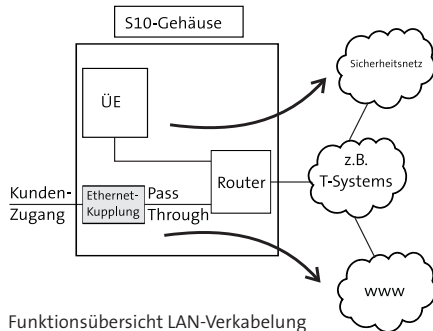 S10-Gehäuse
ÜE
Sicherheitsnetz
Router
z.B.
T-Systems
Kunden-
Zugang
Ethernet-
Kupplung
Pass
Through
www
Funktionsübersicht LAN-Verkabelung